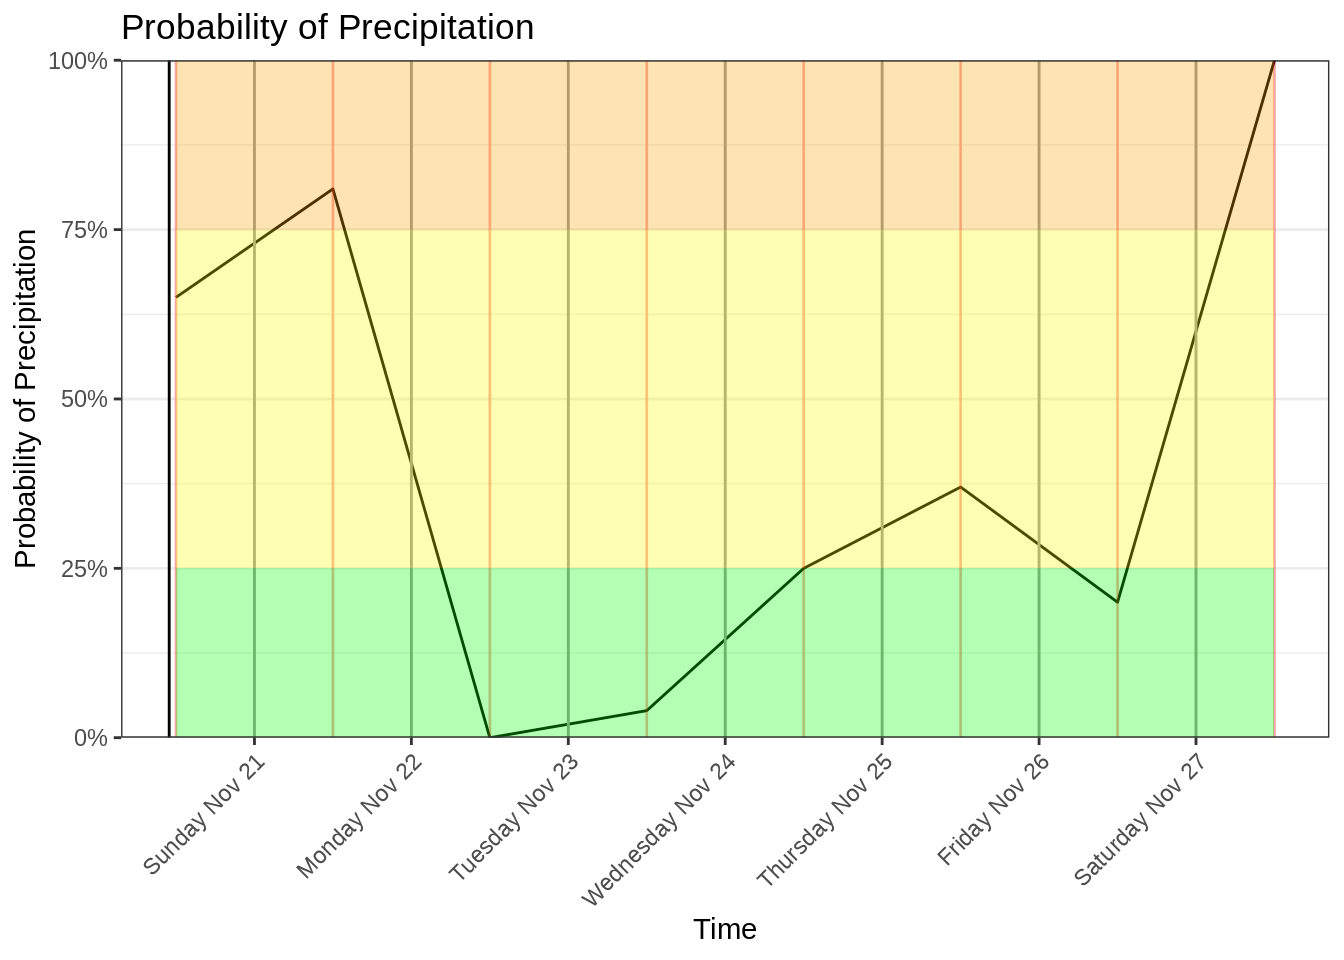 Probability of Precipitation
Probability of Precipitation
100%
75%
50%
25%
0%
Sunday Nov 21
Monday Nov 22
Tuesday Nov 23
Wednesday Nov 24
Thursday Nov 25
Friday Nov 26
Saturday Nov 27
Time